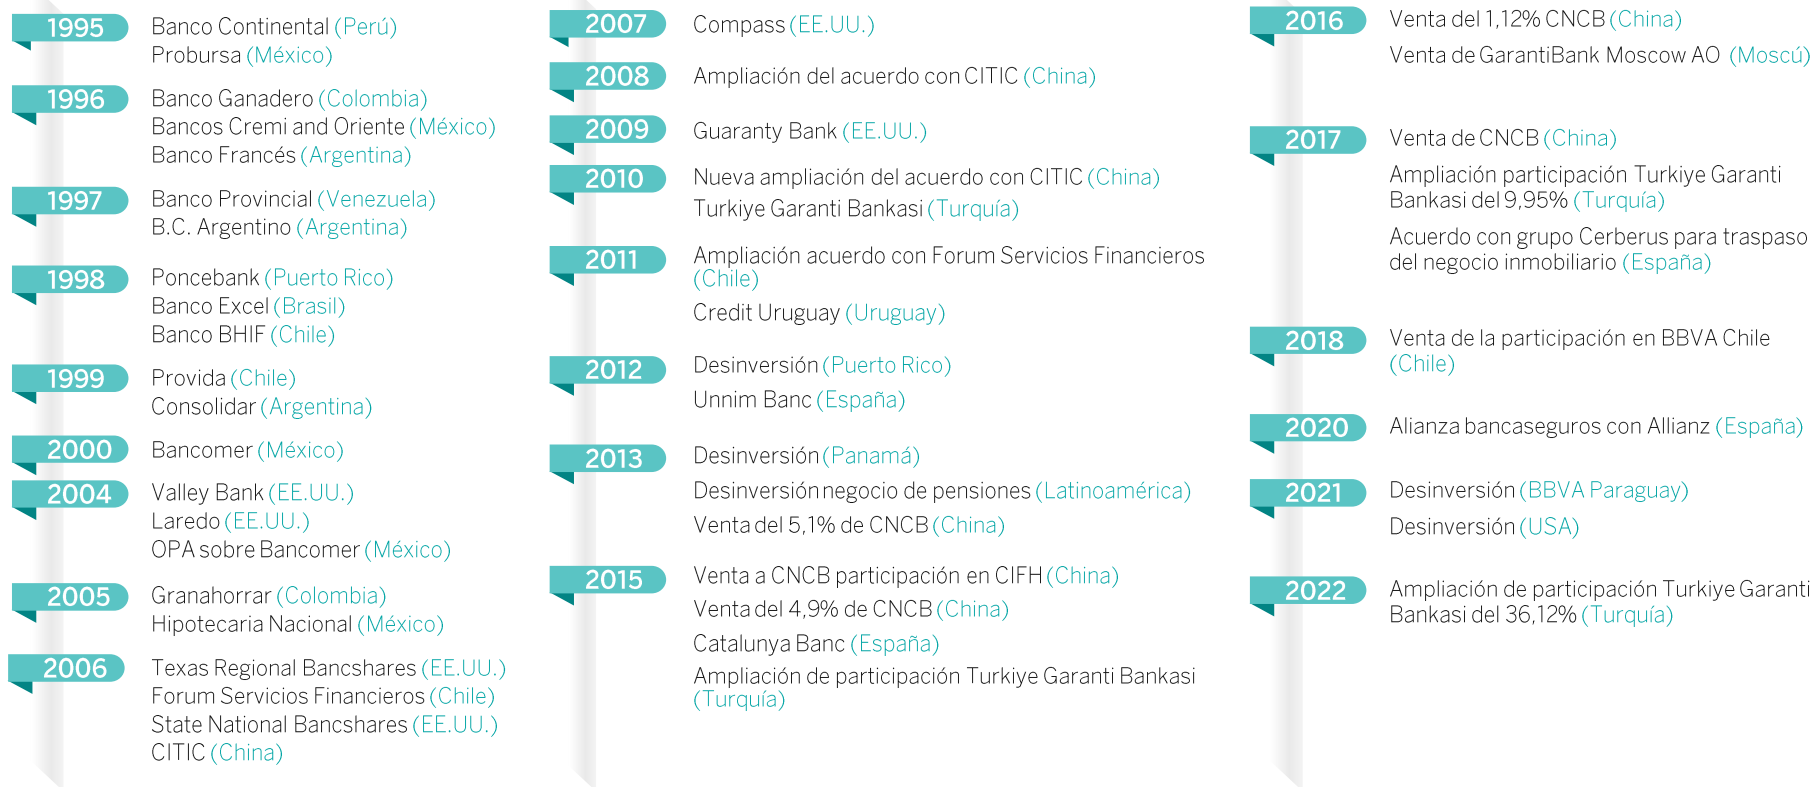 1995
Banco Continental (Perú)
Probursa (México)
1996
Banco Ganadero (Colombia)
Bancos Cremi and Oriente (México)
Banco Francés (Argentina)
1997
Banco Provincial (Venezuela)
B.C. Argentino (Argentina)
1998
Poncebank (Puerto Rico)
Banco Excel (Brasil)
Banco BHIF (Chile)
1999
Provida (Chile)
Consolidar (Argentina)
2000
Bancomer (México)
2004
Valley Bank (EE.UU.)
Laredo (EE.UU.)
OPA sobre Bancomer (México)
2005
Granahorrar (Colombia)
Hipotecaria Nacional (México)
2006
Texas Regional Bancshares (EE.UU.)
Forum Servicios Financieros (Chile)
State National Bancshares (EE.UU.)
CITIC (China)
2007
Compass (EE.UU.)
2008
Ampliación del acuerdo con CITIC (China)
2009
Guaranty Bank (EE.UU.)
2010
Nueva ampliación del acuerdo con CITIC (China)
Turkiye Garanti Bankasi (Turquía)
2011
Ampliación acuerdo con Forum Servicios Financieros
(Chile)
Credit Uruguay (Uruguay)
2012
Desinversión (Puerto Rico)
Unnim Banc (España)
2013
Desinversión (Panamá)
Desinversión negocio de pensiones (Latinoamérica)
Venta del 5,1% de CNCB (China)
2015
Venta a CNCB participación en CIFH (China)
Venta del 4,9% de CNCB (China)
Catalunya Banc (España)
Ampliación de participación Turkiye Garanti Bankasi
(Turquía)
2016
Venta del 1,12% CNCB (China)
Venta de GarantiBank Moscow AO (Moscú)
2017
Venta de CNCB (China)
Ampliación participación Turkiye Garanti
Bankasi del 9,95% (Turquía)
Acuerdo con grupo Cerberus para traspaso
del negocio inmobiliario (España)
2018
Venta de la participación en BBVA Chile
(Chile)
2020
Alianza bancaseguros con Allianz (España)
2021
Desinversión (BBVA Paraguay)
Desinversión (USA)
2022
Ampliación de participación Turkiye Garanti
Bankasi del 36,12% (Turquía)